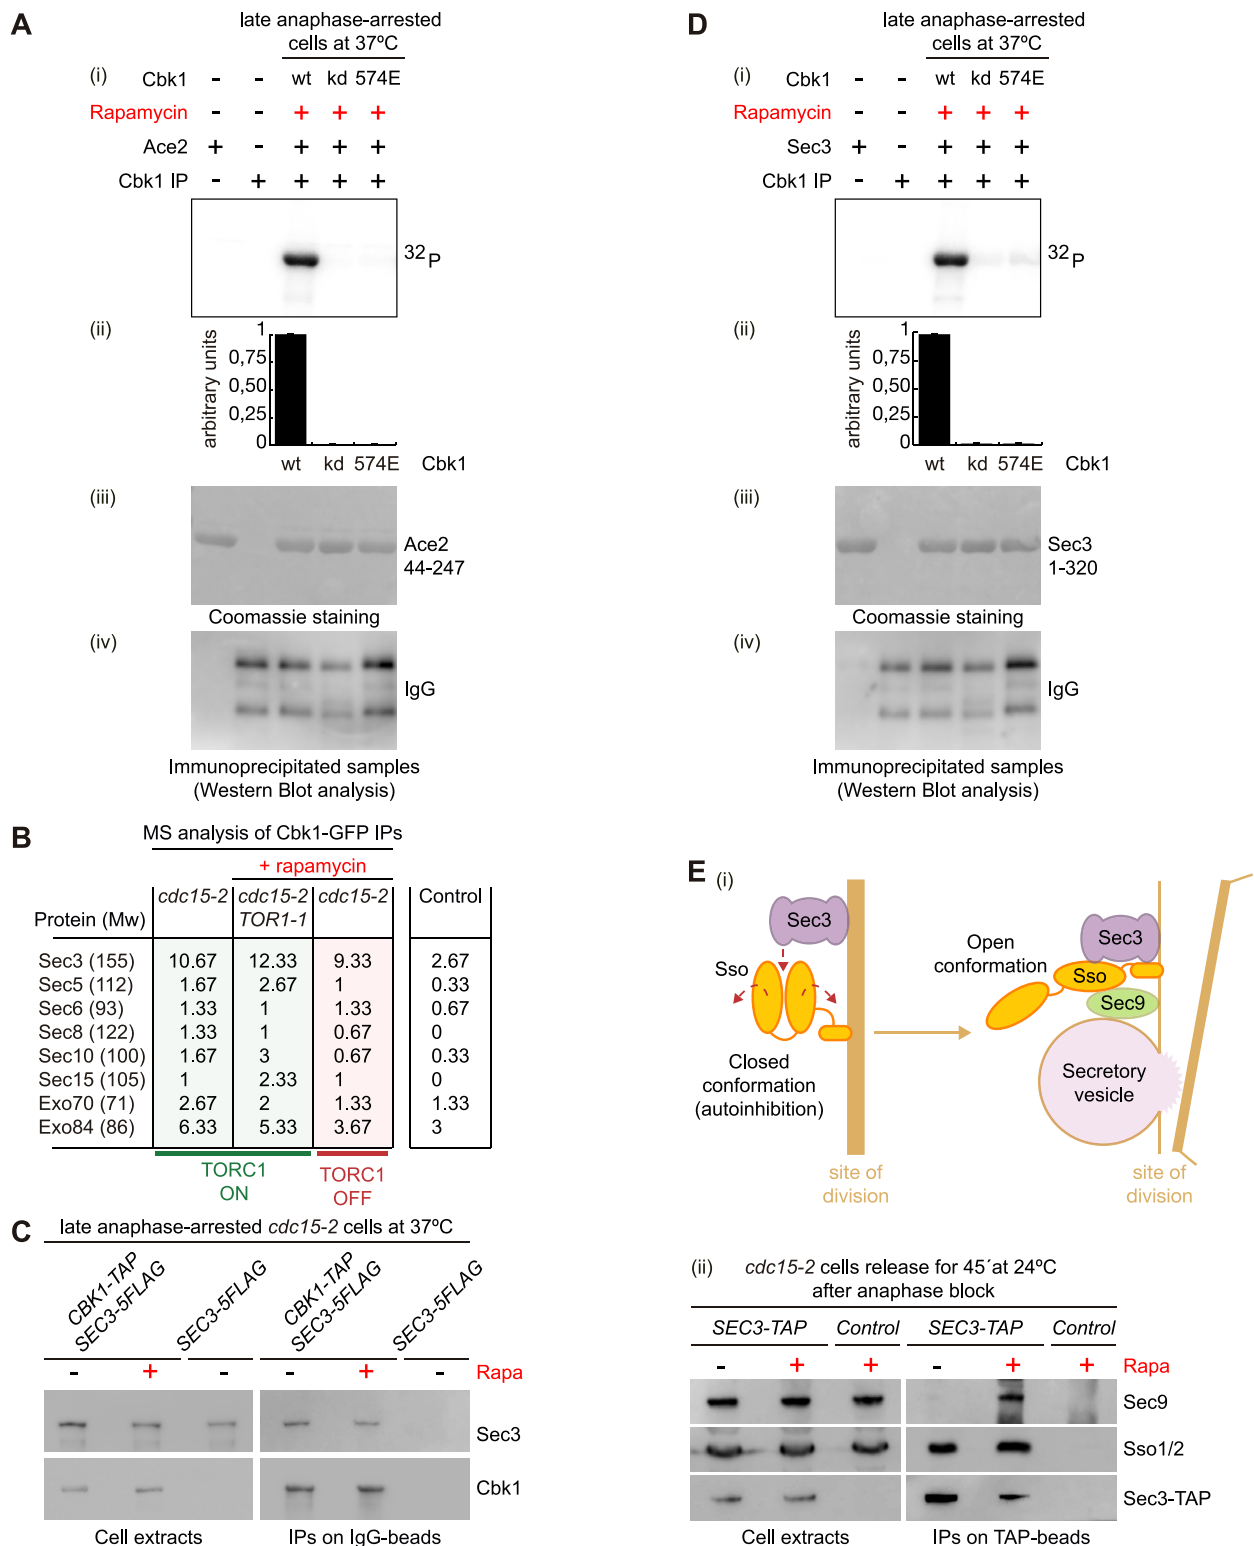 A
late anaphase-arrested
cells at 37ºC
(i) Cbk1 - - wt kd 574E
Rapamycin - - + + +
Ace2 + - + + +
Cbk1 IP - + + + +
32P
(ii)
arbitrary units
1
0,75
0,50
0,25
0
wt kd 574E Cbk1
(iii)
Ace2
44-247
Coomassie staining
(iv)
IgG
Immunoprecipitated samples
(Western Blot analysis)
B
MS analysis of Cbk1-GFP IPs
+ rapamycin
Protein (Mw) cdc15-2 cdc15-2 TOR1-1 cdc15-2 Control
Sec3 (155) 10.67 12.33 9.33 2.67
Sec5 (112) 1.67 2.67 1 0.33
Sec6 (93) 1.33 1 1.33 0.67
Sec8 (122) 1.33 1 0.67 0
Sec10 (100) 1.67 3 0.67 0.33
Sec15 (105) 1 2.33 1 0
Exo70 (71) 2.67 2 1.33 1.33
Exo84 (86) 6.33 5.33 3.67 3
TORC1
ON
TORC1
OFF
C
late anaphase-arrested cdc15-2 cells at 37ºC
CBK1-TAP
SEC3-5FLAG
SEC3-5FLAG
CBK1-TAP
SEC3-5FLAG
SEC3-5FLAG
- + - - + - Rapa
Sec3
Cbk1
Cell extracts
IPs on IgG-beads
D
late anaphase-arrested
cells at 37ºC
(i) Cbk1 - - wt kd 574E
Rapamycin - - + + +
Sec3 + - + + +
Cbk1 IP - + + + +
32P
(ii)
arbitrary units
1
0,75
0,50
0,25
0
wt kd 574E Cbk1
(iii)
Sec3
1-320
Coomassie staining
(iv)
IgG
Immunoprecipitated samples
(Western Blot analysis)
E
(i)
Sec3
Sso
Closed
conformation
(autoinhibition)
site of
division
Open
conformation
Sec3
Sso
Sec9
Secretory
vesicle
site of
division
(ii) cdc15-2 cells release for 45´at 24ºC
after anaphase block
SEC3-TAP Control SEC3-TAP Control
- + + - + + Rapa
Sec9
Sso1/2
Sec3-TAP
Cell extracts
IPs on TAP-beads